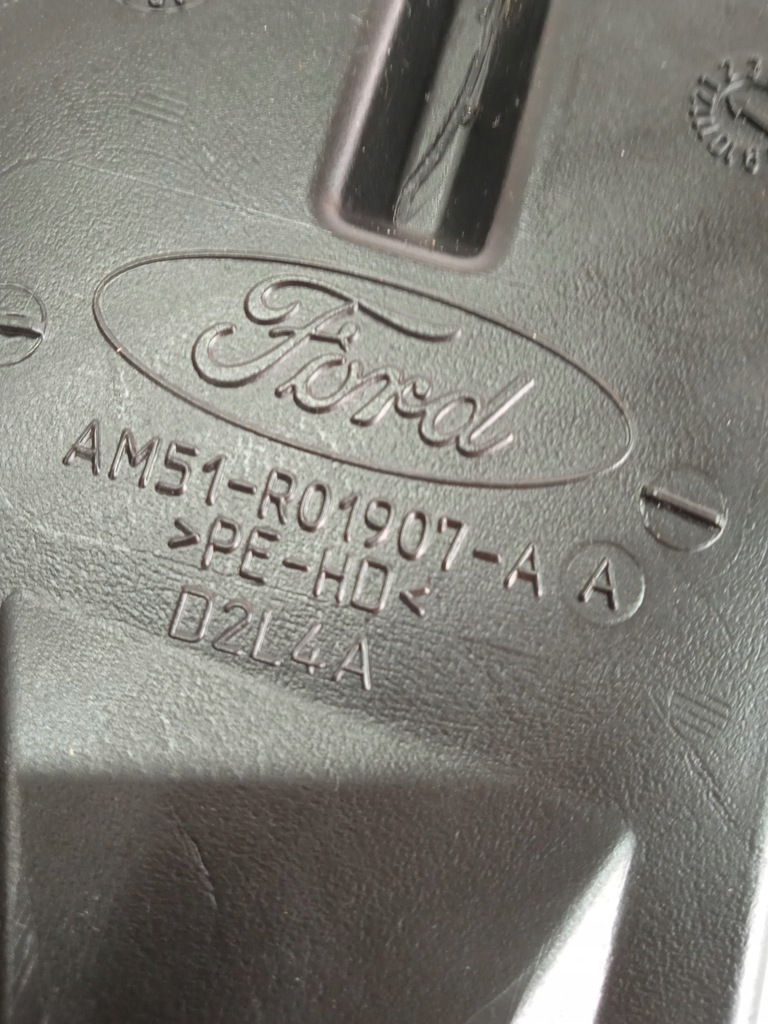 Ford
AM51-R01907-A A
>PE-HD<
D2L4A